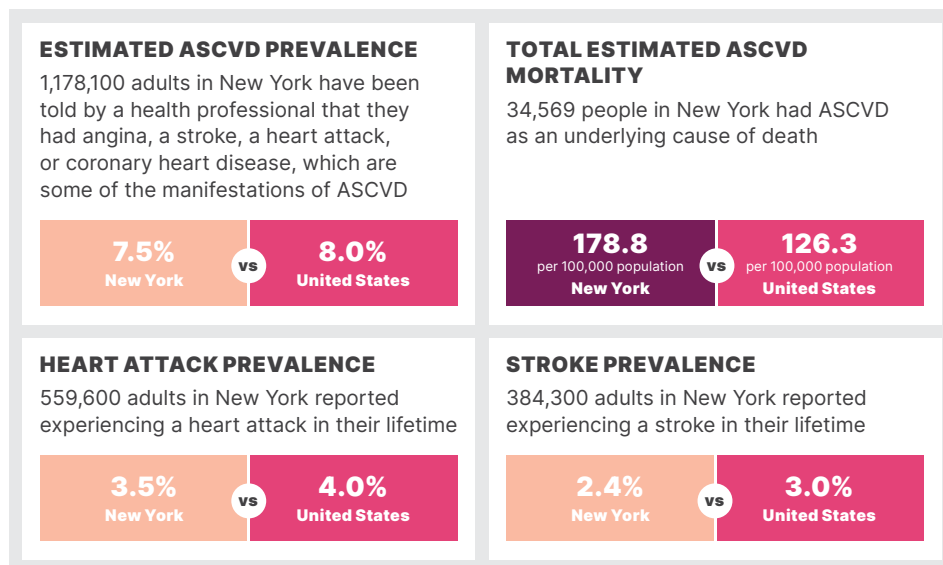 ESTIMATED ASCVD PREVALENCE
1,178,100 adults in New York have been
told by a health professional that they
had angina, a stroke, a heart attack,
or coronary heart disease, which are
some of the manifestations of ASCVD
7.5%
New York
vs
8.0%
United States
TOTAL ESTIMATED ASCVD
MORTALITY
34,569 people in New York had ASCVD
as an underlying cause of death
178.8
per 100,000 population
New York
vs
126.3
per 100,000 population
United States
HEART ATTACK PREVALENCE
559,600 adults in New York reported
experiencing a heart attack in their lifetime
3.5%
New York
vs
4.0%
United States
STROKE PREVALENCE
384,300 adults in New York reported
experiencing a stroke in their lifetime
2.4%
New York
vs
3.0%
United States